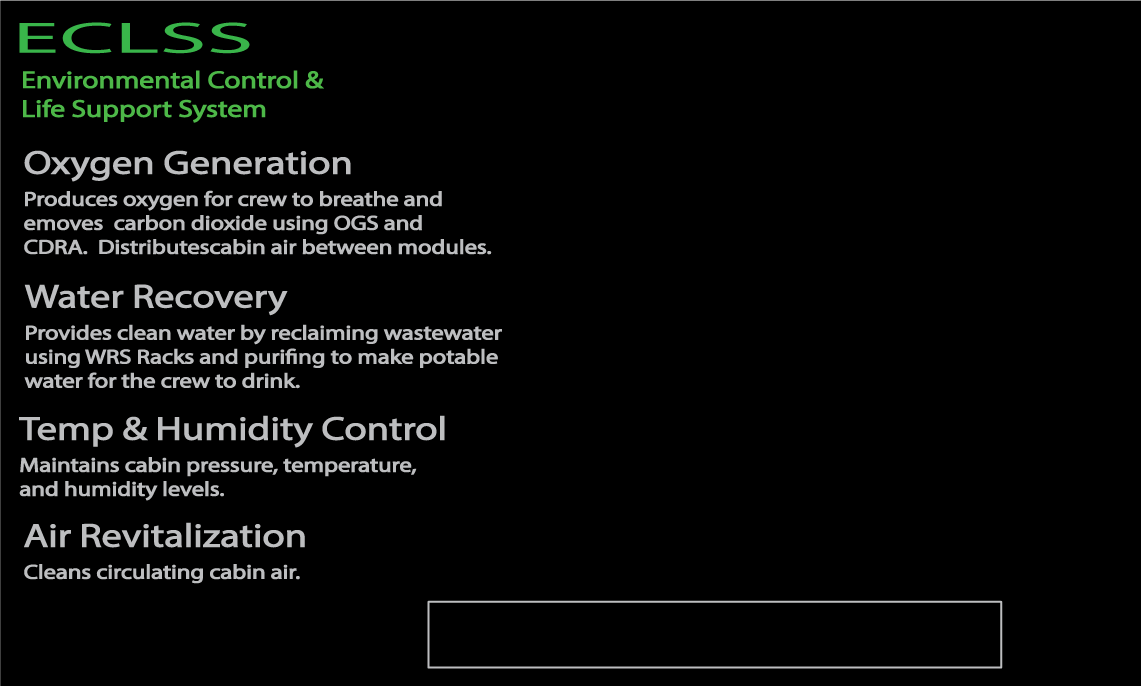 ECLSS
Environmental Control &
Life Support System
Oxygen Generation
Produces oxygen for crew to breathe and
emoves  carbon dioxide using OGS and
CDRA.  Distributescabin air between modules.
Water Recovery
Provides clean water by reclaiming wastewater
using WRS Racks and purifing to make potable
water for the crew to drink.
Temp & Humidity Control
Maintains cabin pressure, temperature,
and humidity levels.
Air Revitalization
Cleans circulating cabin air.